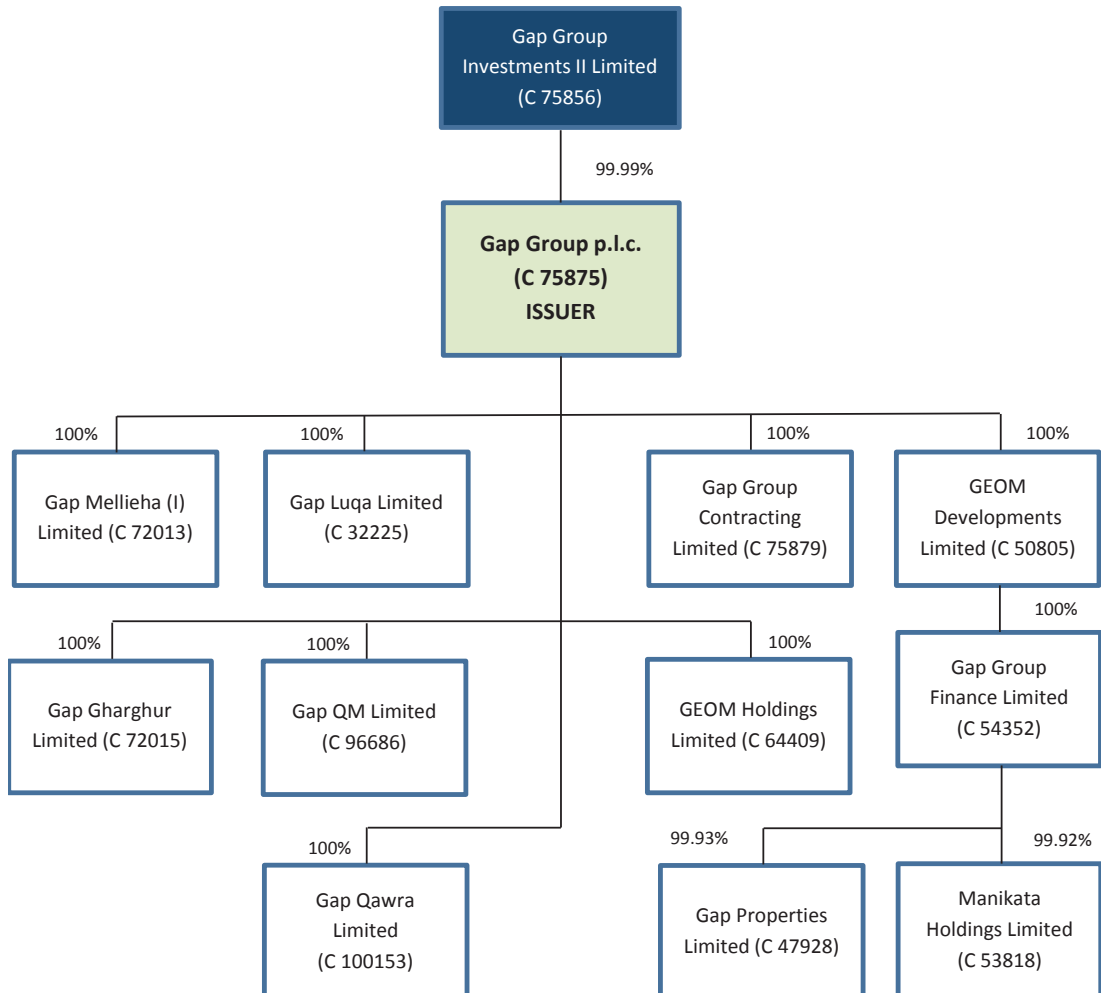 Gap Group
Investments II Limited
(C 75856)
99.99%
Gap Group p.l.c.
(C 75875)
ISSUER
100%
Gap Mellieha (I)
Limited (C 72013)
100%
Gap Luqa Limited
(C 32225)
100%
Gap Group
Contracting
Limited (C 75879)
100%
GEOM
Developments
Limited (C 50805)
100%
Gap Gharghur
Limited (C 72015)
100%
Gap QM Limited
(C 96686)
100%
GEOM Holdings
Limited (C 64409)
100%
Gap Group
Finance Limited
(C 54352)
100%
Gap Qawra
Limited
(C 100153)
99.93%
Gap Properties
Limited (C 47928)
99.92%
Manikata
Holdings Limited
(C 53818)